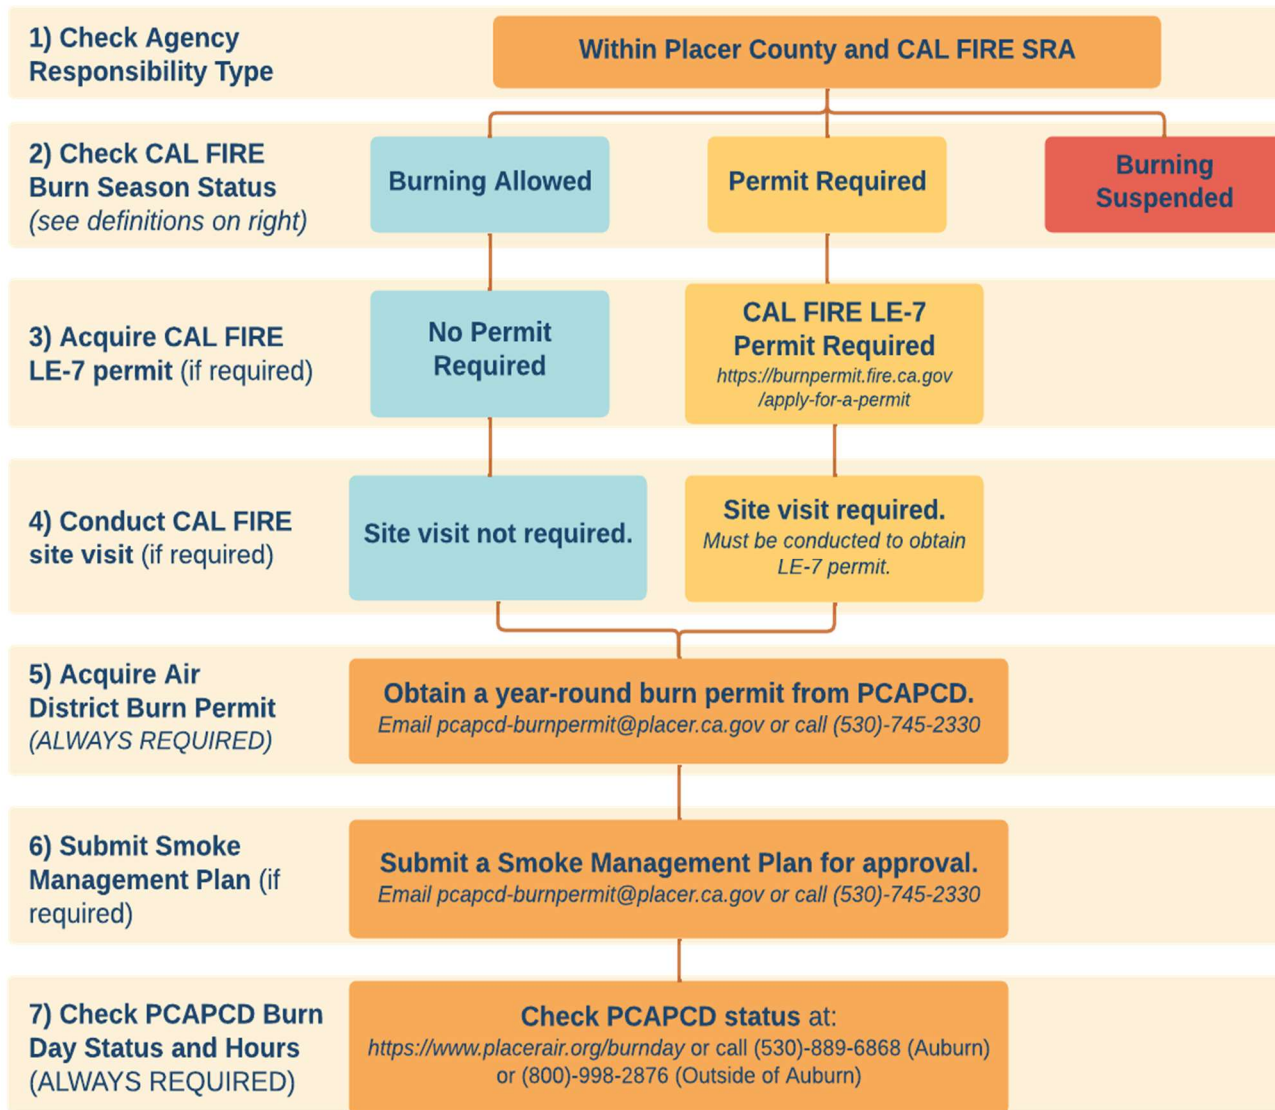 1) Check Agency
Responsibility Type
Within Placer County and CAL FIRE SRA
2) Check CAL FIRE
Burn Season Status
(see definitions on right)
Burning Allowed
Permit Required
Burning
Suspended
3) Acquire CAL FIRE
LE-7 permit (if required)
No Permit
Required
CAL FIRE LE-7
Permit Required
https://burnpermit.fire.ca.gov
/apply-for-a-permit
4) Conduct CAL FIRE
site visit (if required)
Site visit not required.
Site visit required.
Must be conducted to obtain
LE-7 permit.
5) Acquire Air
District Burn Permit
(ALWAYS REQUIRED)
Obtain a year-round burn permit from PCAPCD.
Email pcapcd-burnpermit@placer.ca.gov or call (530)-745-2330
6) Submit Smoke
Management Plan (if
required)
Submit a Smoke Management Plan for approval.
Email pcapcd-burnpermit@placer.ca.gov or call (530)-745-2330
7) Check PCAPCD Burn
Day Status and Hours
(ALWAYS REQUIRED)
Check PCAPCD status at:
https://www.placerair.org/burnday or call (530)-889-6868 (Auburn)
or (800)-998-2876 (Outside of Auburn)